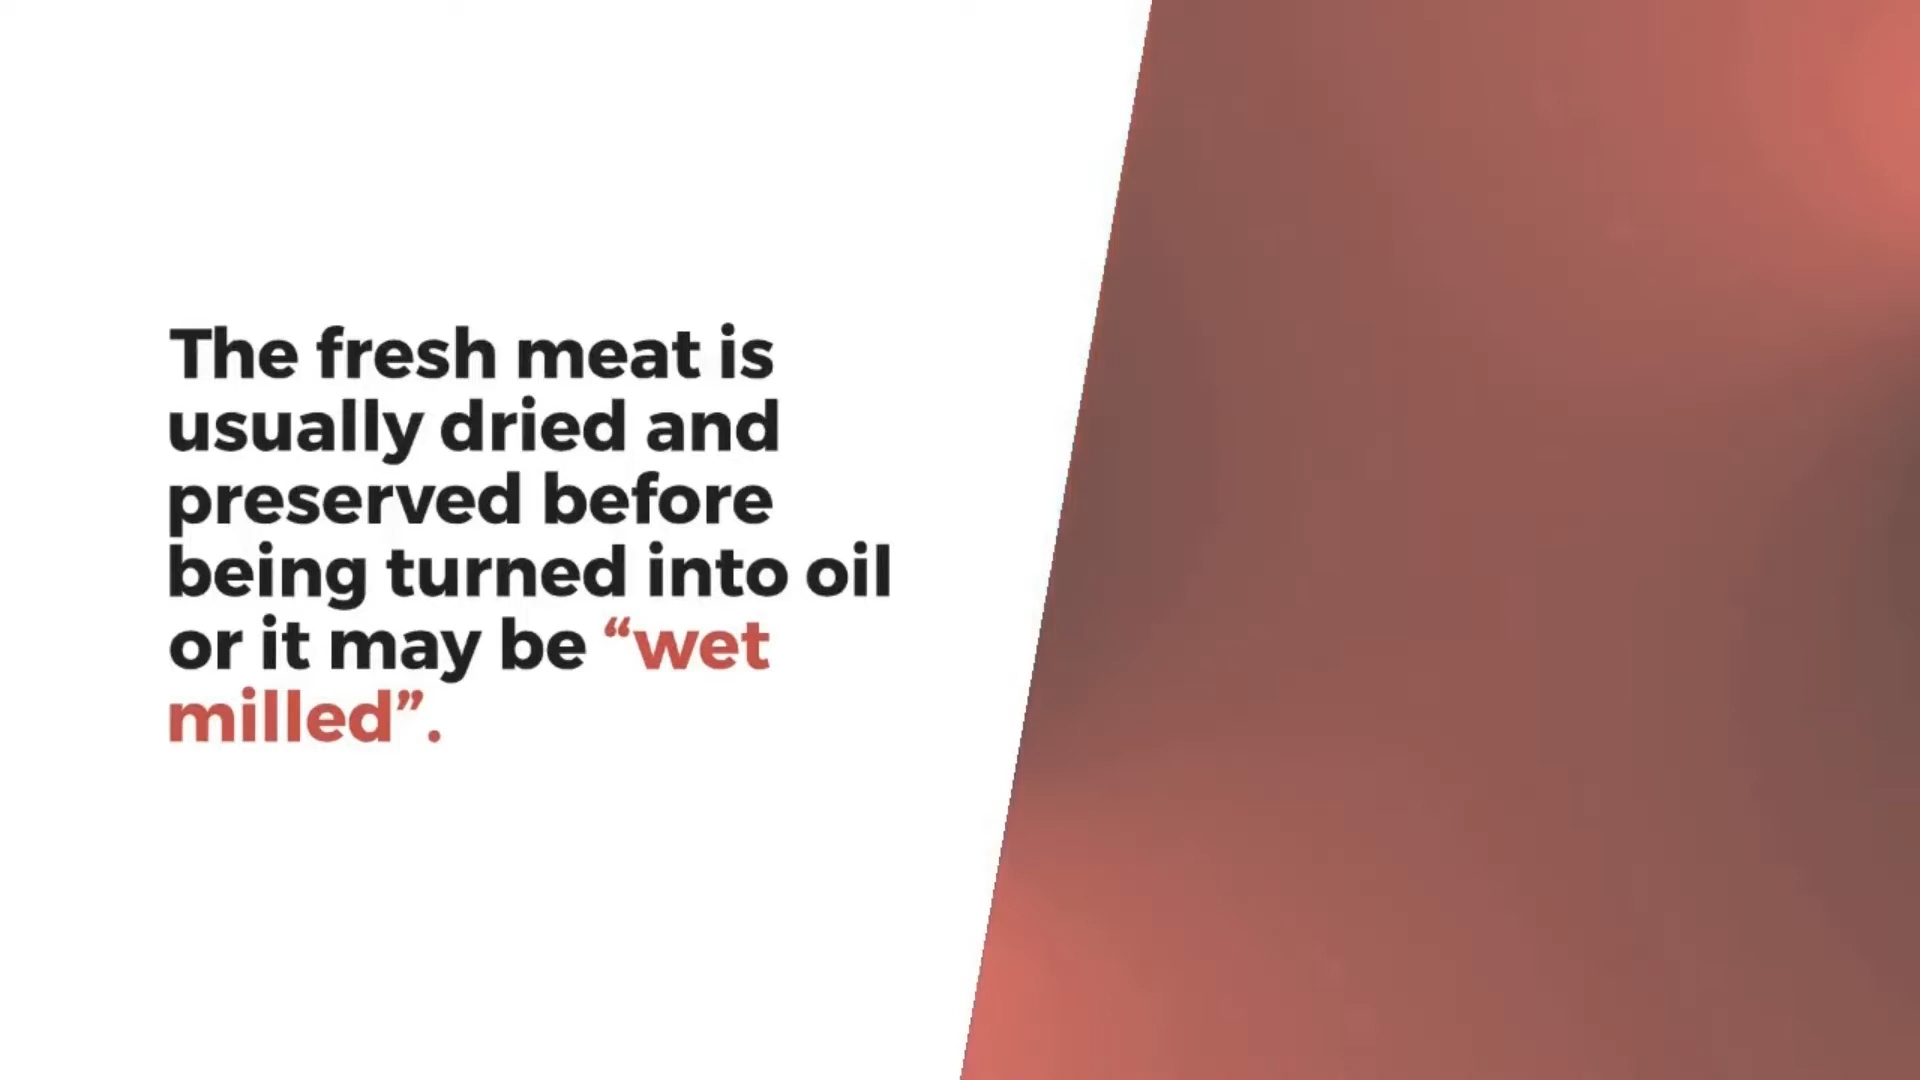 The fresh meat is
usually dried and
preserved before
being turned into oil
or it may be “wet
milled”.